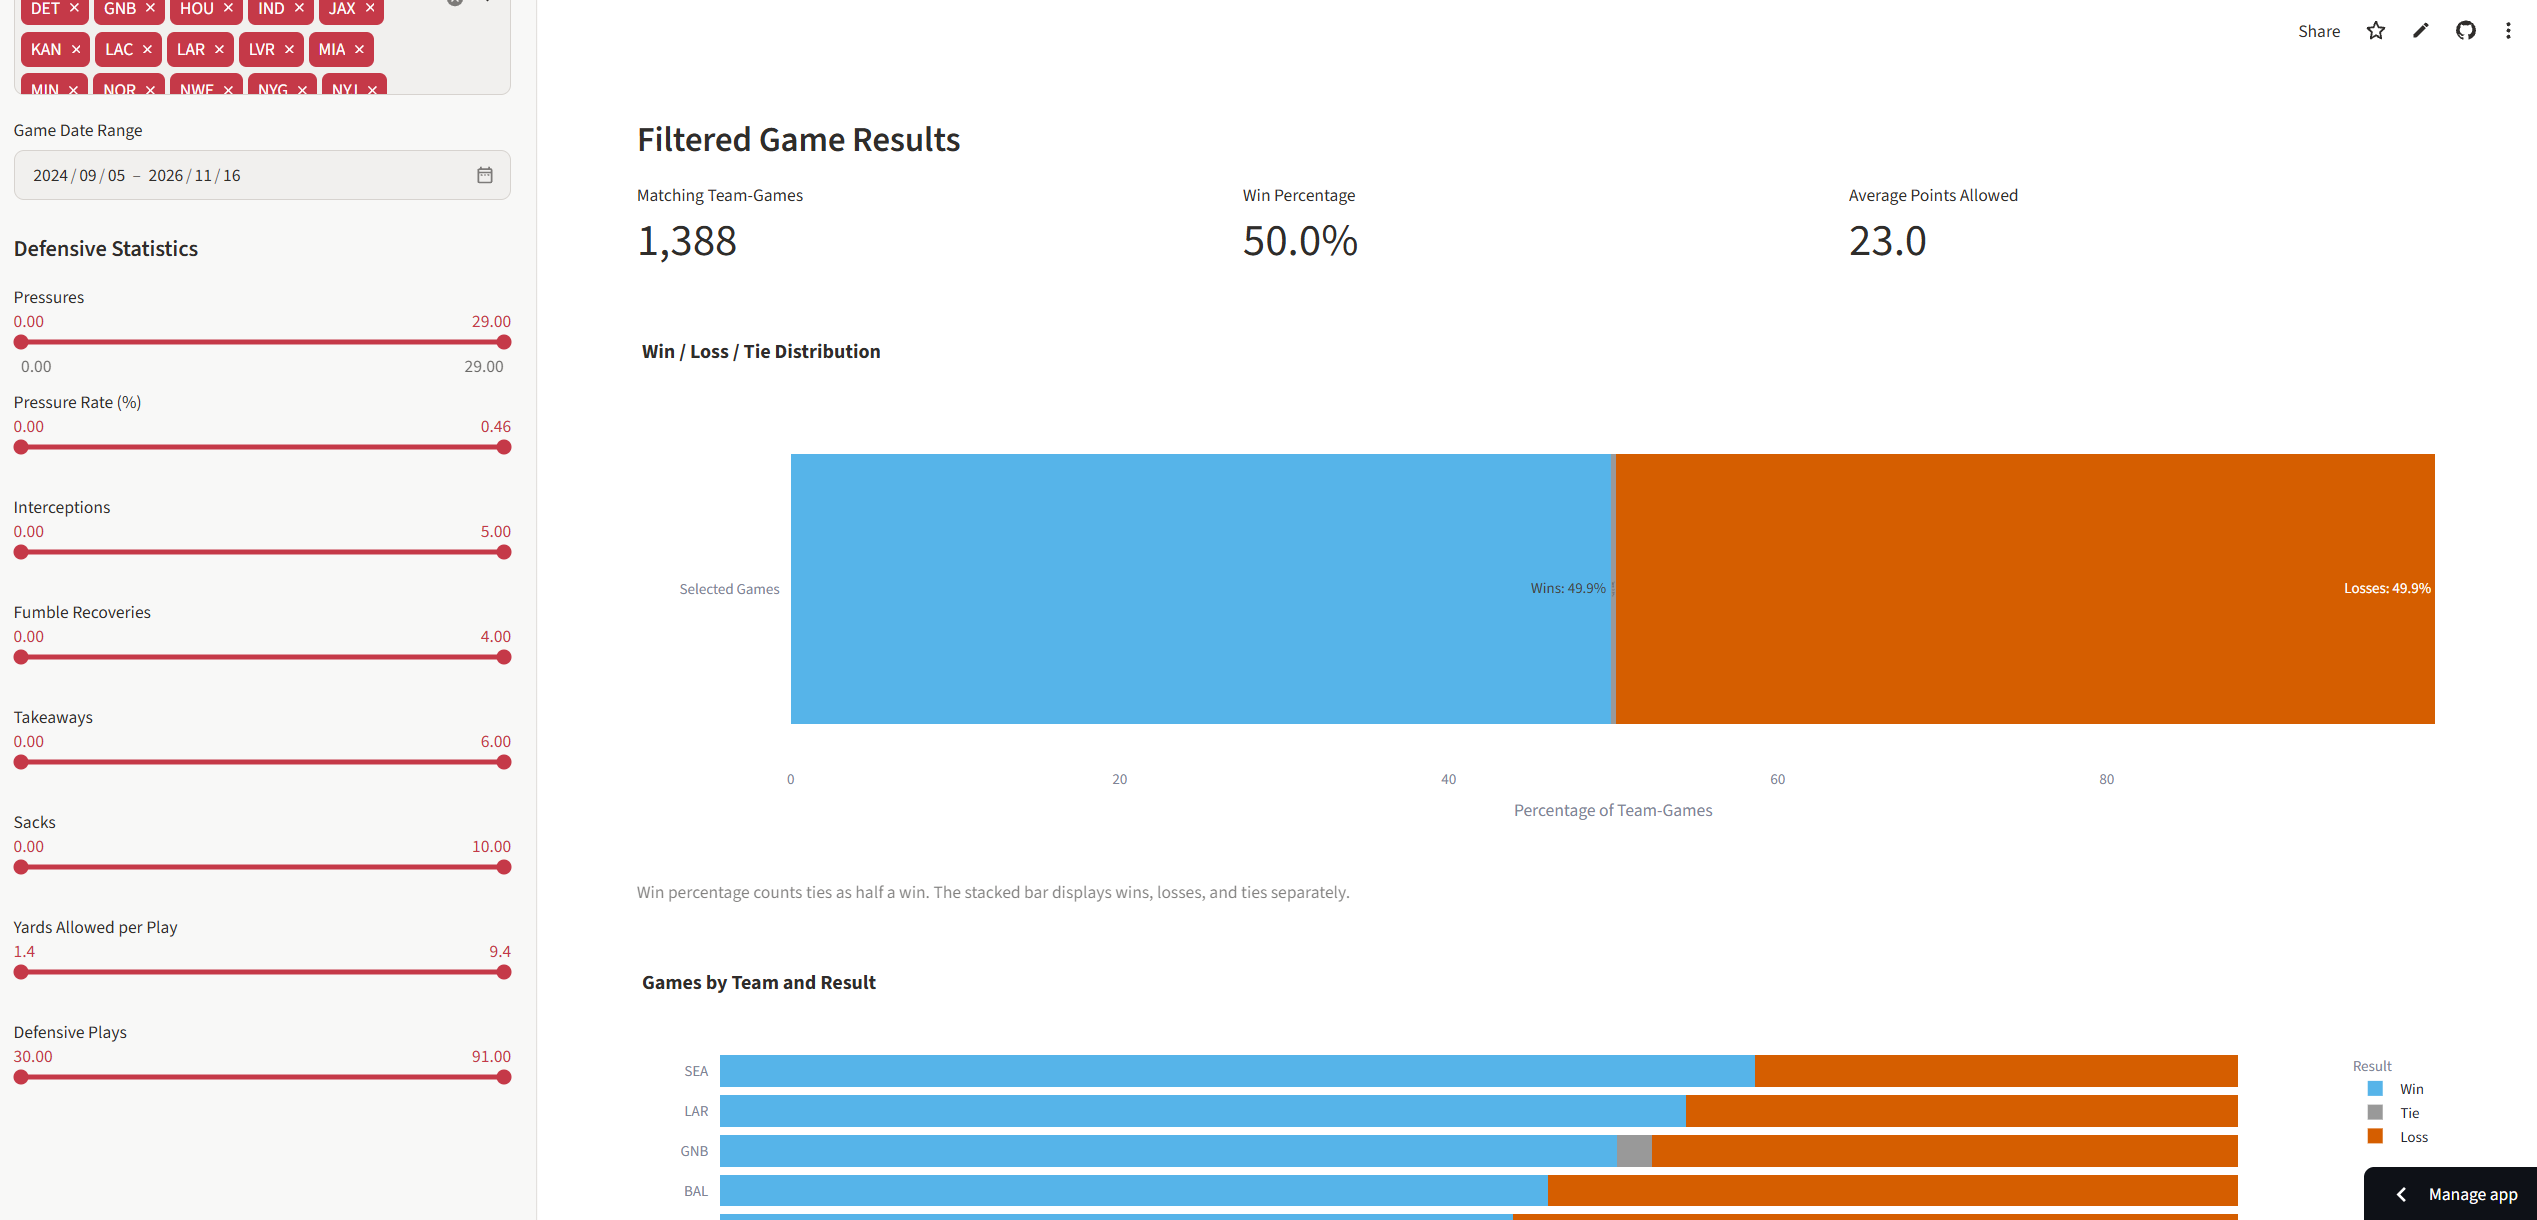 DET × GNB × HOU × IND × JAX ×
KAN × LAC × LAR × LVR × MIA ×
MIN × NOR × NWE × NYG × NYJ ×
Game Date Range
2024/09/05 – 2026/11/16
Defensive Statistics
Pressures
0.00 29.00
0.00 29.00
Pressure Rate (%)
0.00 0.46
Interceptions
0.00 5.00
Fumble Recoveries
0.00 4.00
Takeaways
0.00 6.00
Sacks
0.00 10.00
Yards Allowed per Play
1.4 9.4
Defensive Plays
30.00 91.00
Share
Filtered Game Results
Matching Team-Games
1,388
Win Percentage
50.0%
Average Points Allowed
23.0
Win / Loss / Tie Distribution
Selected Games
Wins: 49.9%
Losses: 49.9%
0 20 40 60 80
Percentage of Team-Games
Win percentage counts ties as half a win. The stacked bar displays wins, losses, and ties separately.
Games by Team and Result
SEA
LAR
GNB
BAL
Result
Win
Tie
Loss
Manage app